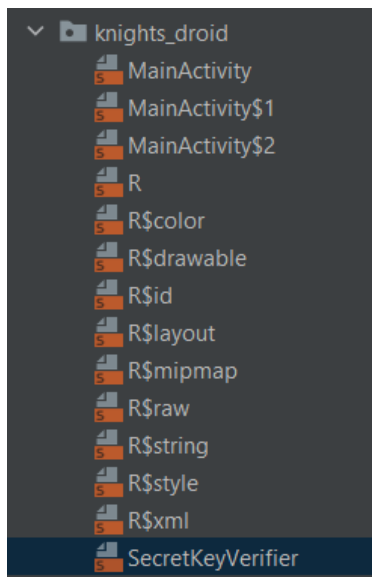 knights_droid
MainActivity
MainActivity$1
MainActivity$2
R
R$color
R$drawable
R$id
R$layout
R$mipmap
R$raw
R$string
R$style
R$xml
SecretKeyVerifier